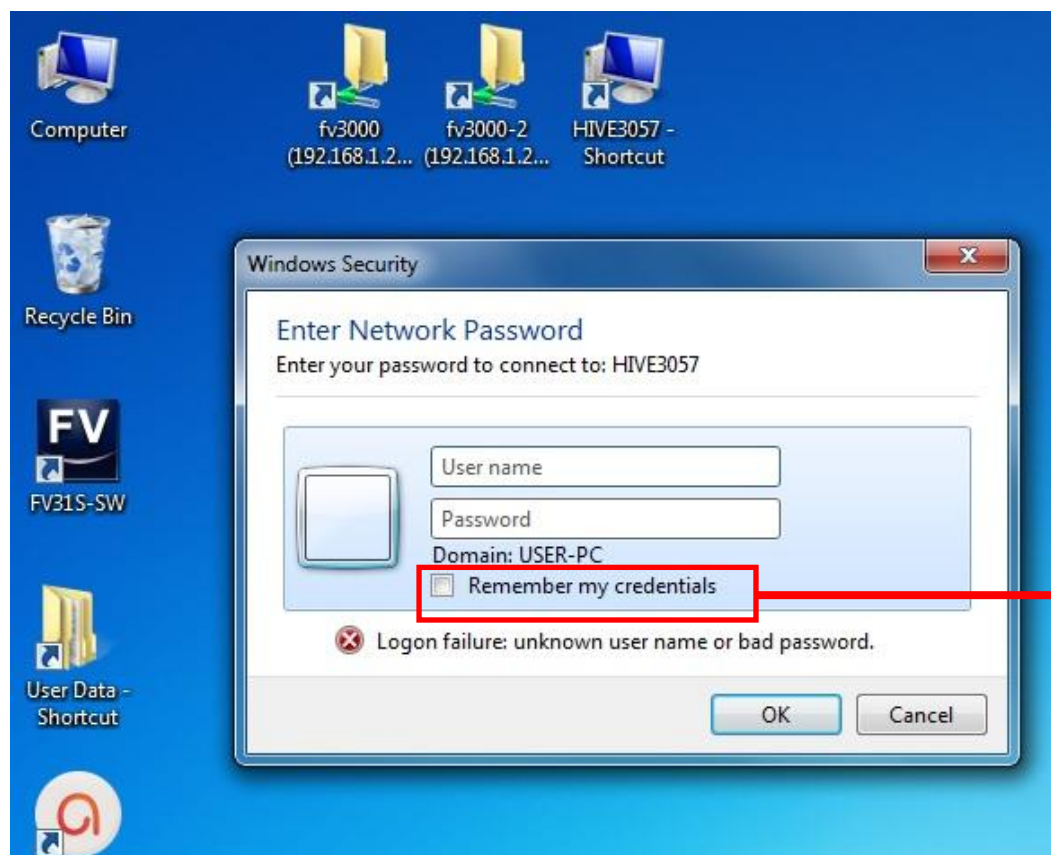 Computer
fv3000
(192.168.1.2...
fv3000-2
(192.168.1.2...
HIVE3057 -
Shortcut
Recycle Bin
FV
FV31S-SW
User Data -
Shortcut
Windows Security
Enter Network Password
Enter your password to connect to: HIVE3057
User name
Password
Domain: USER-PC
Remember my credentials
Logon failure: unknown user name or bad password.
OK
Cancel